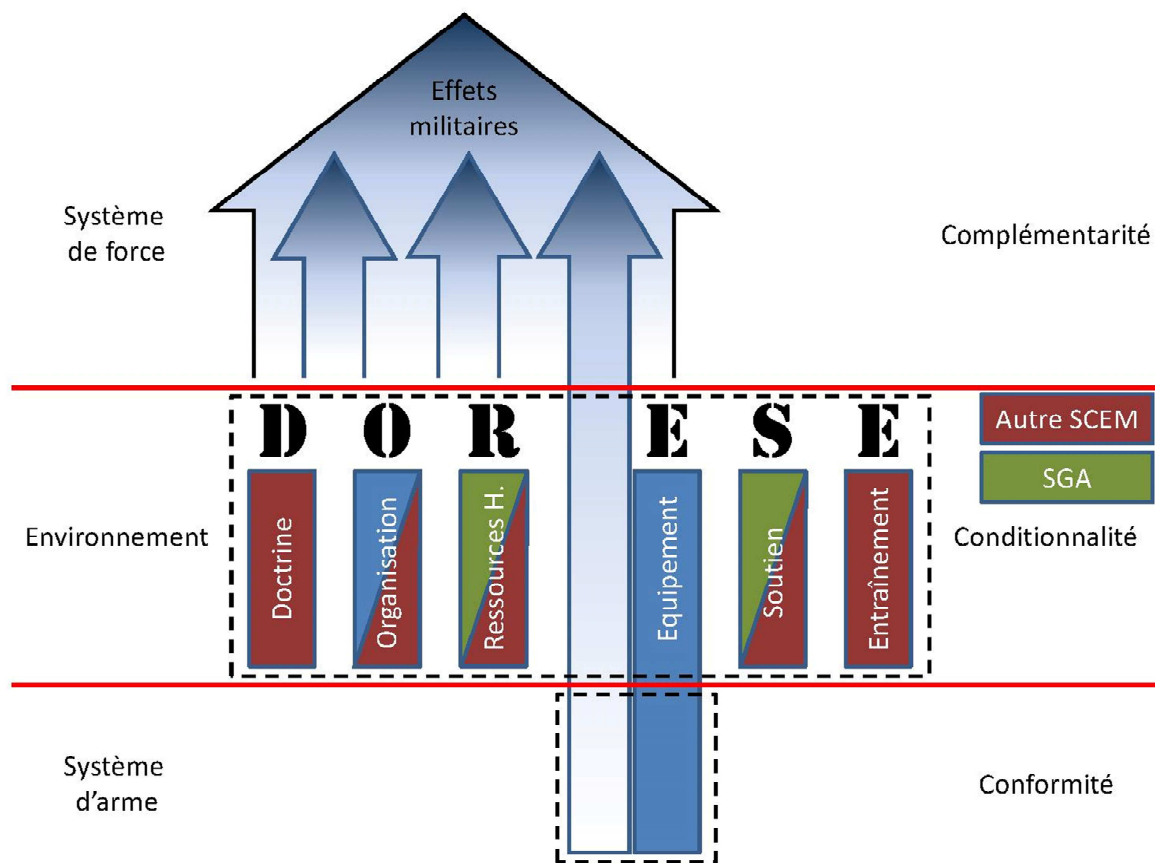 Effets
militaires
Système
de force
Complémentarité
D O R E S E
Autre SCEM
SGA
Environnement
Doctrine
Organisation
Ressources H.
Equipement
Soutien
Entraînement
Conditionnalité
Système
d’arme
Conformité